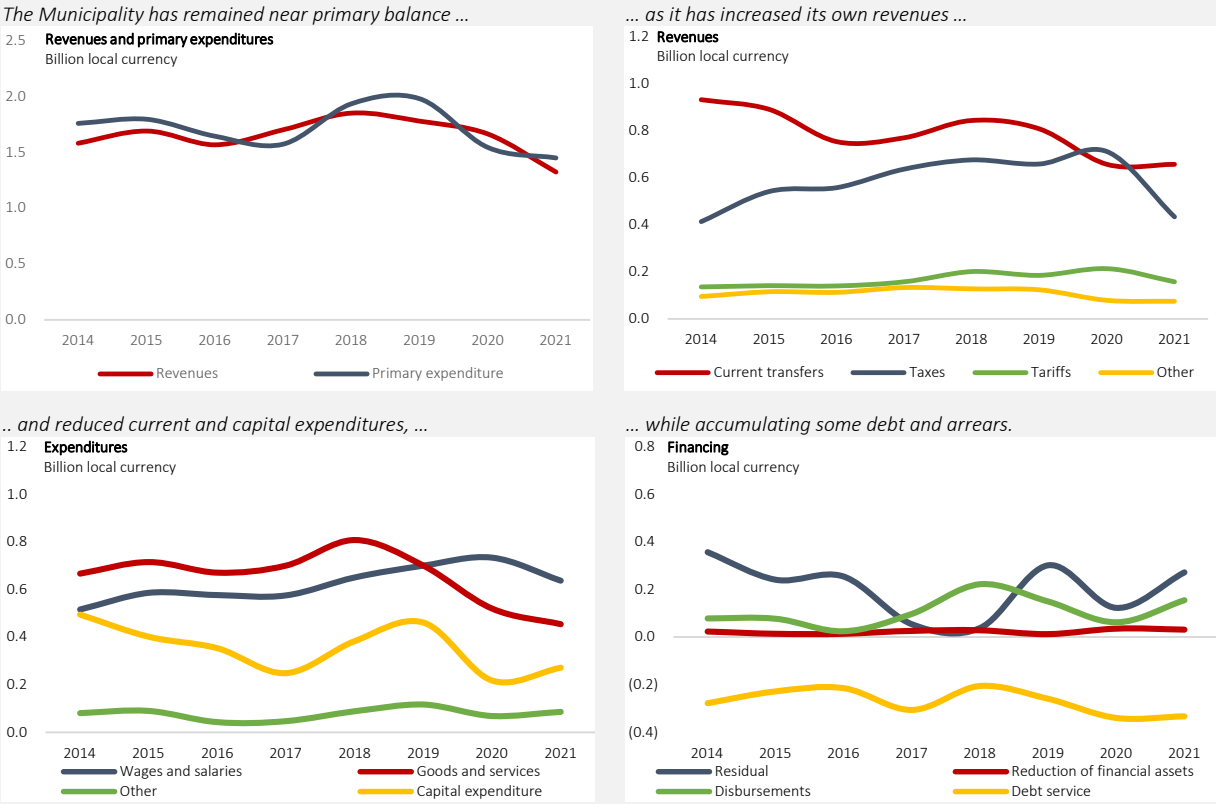 The Municipality has remained near primary balance ...
Revenues and primary expenditures
Billion local currency
2.5
2.0
1.5
1.0
0.5
0.0
2014 2015 2016 2017 2018 2019 2020 2021
Revenues Primary expenditure
... as it has increased its own revenues ...
Revenues
Billion local currency
1.2
1.0
0.8
0.6
0.4
0.2
0.0
2014 2015 2016 2017 2018 2019 2020 2021
Current transfers Taxes Tariffs Other
.. and reduced current and capital expenditures, ...
Expenditures
Billion local currency
1.2
1.0
0.8
0.6
0.4
0.2
0.0
2014 2015 2016 2017 2018 2019 2020 2021
Wages and salaries Goods and services
Other Capital expenditure
... while accumulating some debt and arrears.
Financing
Billion local currency
0.8
0.6
0.4
0.2
0.0
(0.2)
(0.4)
2014 2015 2016 2017 2018 2019 2020 2021
Residual Reduction of financial assets
Disbursements Debt service